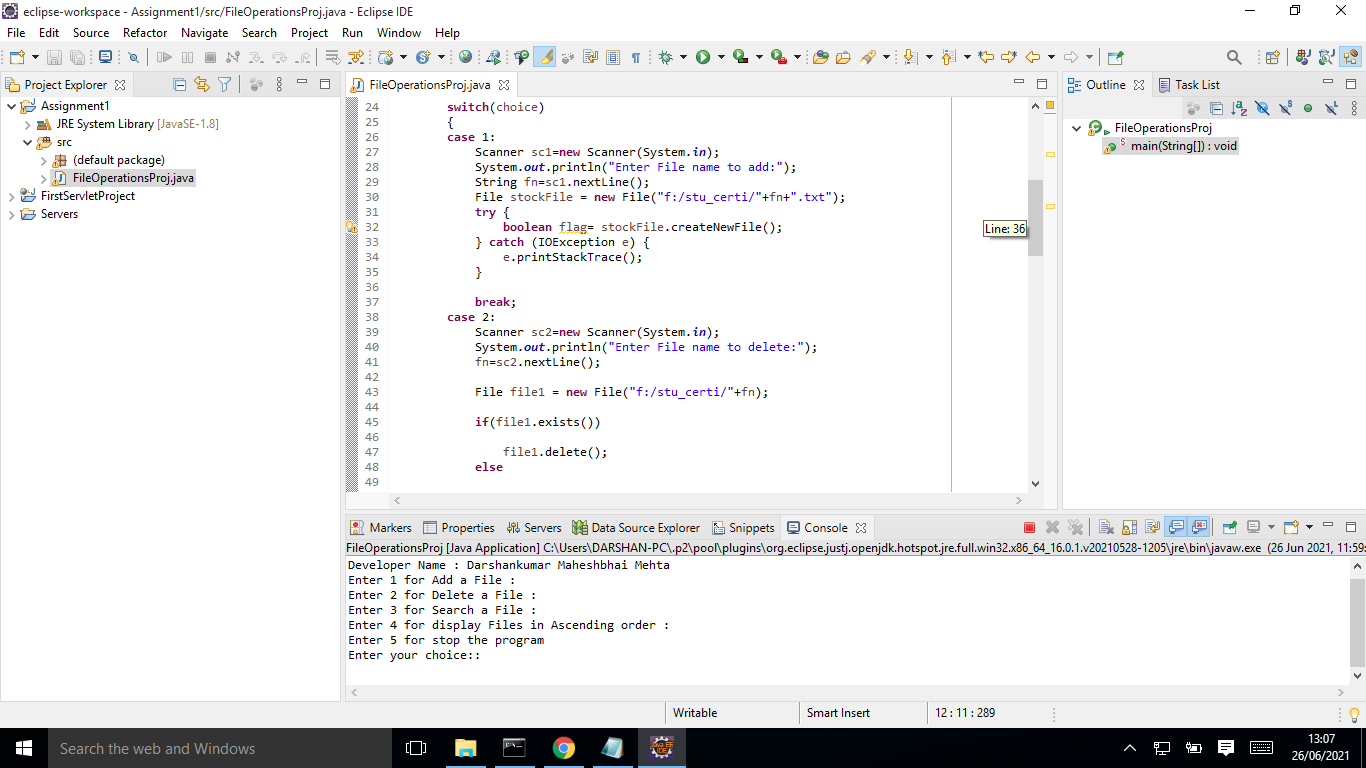 eclipse-workspace - Assignment1/src/FileOperationsProj.java - Eclipse IDE
File Edit Source Refactor Navigate Search Project Run Window Help
Project Explorer
Assignment1
JRE System Library [JavaSE-1.8]
src
(default package)
FileOperationsProj.java
FirstServletProject
Servers
FileOperationsProj.java
24 switch(choice)
25 {
26 case 1:
27 Scanner sc1=new Scanner(System.in);
28 System.out.println("Enter File name to add:");
29 String fn=sc1.nextLine();
30 File stockFile = new File("f:/stu_certi/"+fn+".txt");
31 try {
32 boolean flag= stockFile.createNewFile();
33 } catch (IOException e) {
34 e.printStackTrace();
35 }
36
37 break;
38 case 2:
39 Scanner sc2=new Scanner(System.in);
40 System.out.println("Enter File name to delete:");
41 fn=sc2.nextLine();
42
43 File file1 = new File("f:/stu_certi/"+fn);
44
45 if(file1.exists())
46
47 file1.delete();
48 else
49
Line: 36
Outline Task List
FileOperationsProj
main(String[]) : void
Markers Properties Servers Data Source Explorer Snippets Console
FileOperationsProj [Java Application] C:\Users\DARSHAN-PC\.p2\pool\plugins\org.eclipse.justj.openjdk.hotspot.jre.full.win32.x86_64_16.0.1.v20210528-1205\jre\bin\javaw.exe (26 Jun 2021, 11:59:
Developer Name : Darshankumar Maheshbhai Mehta
Enter 1 for Add a File :
Enter 2 for Delete a File :
Enter 3 for Search a File :
Enter 4 for display Files in Ascending order :
Enter 5 for stop the program
Enter your choice::
Writable Smart Insert 12 : 11 : 289
Search the web and Windows
13:07
26/06/2021